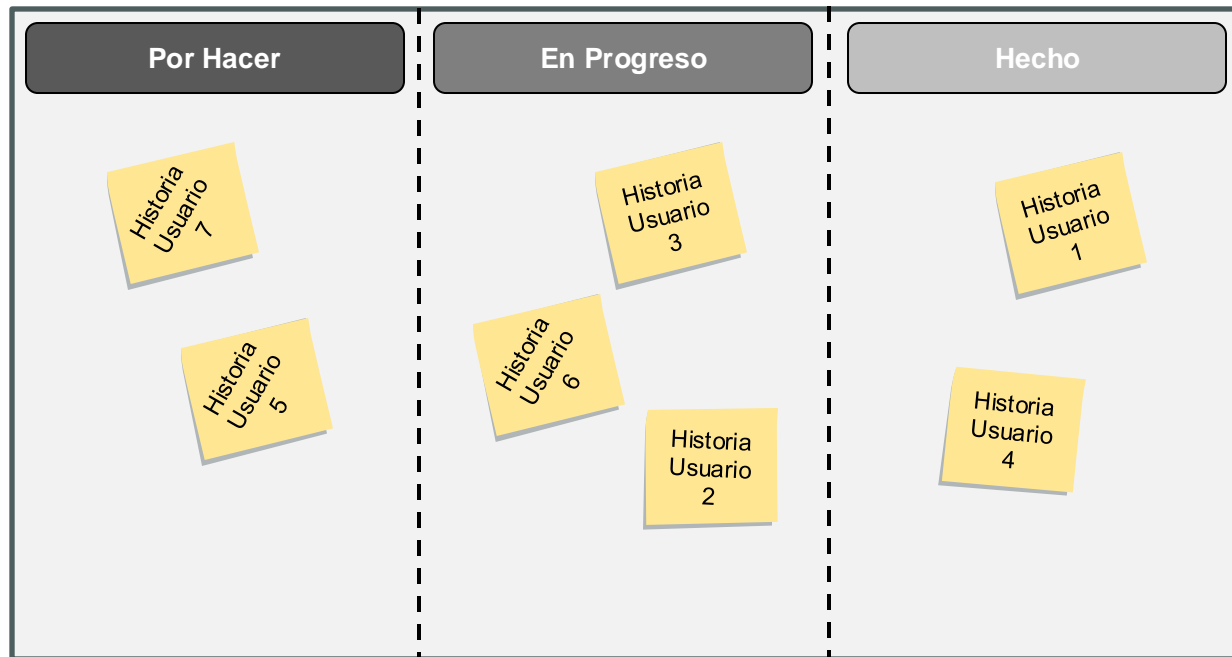 Por Hacer
En Progreso
Hecho
Historia
Usuario
7
Historia
Usuario
5
Historia
Usuario
3
Historia
Usuario
6
Historia
Usuario
2
Historia
Usuario
1
Historia
Usuario
4